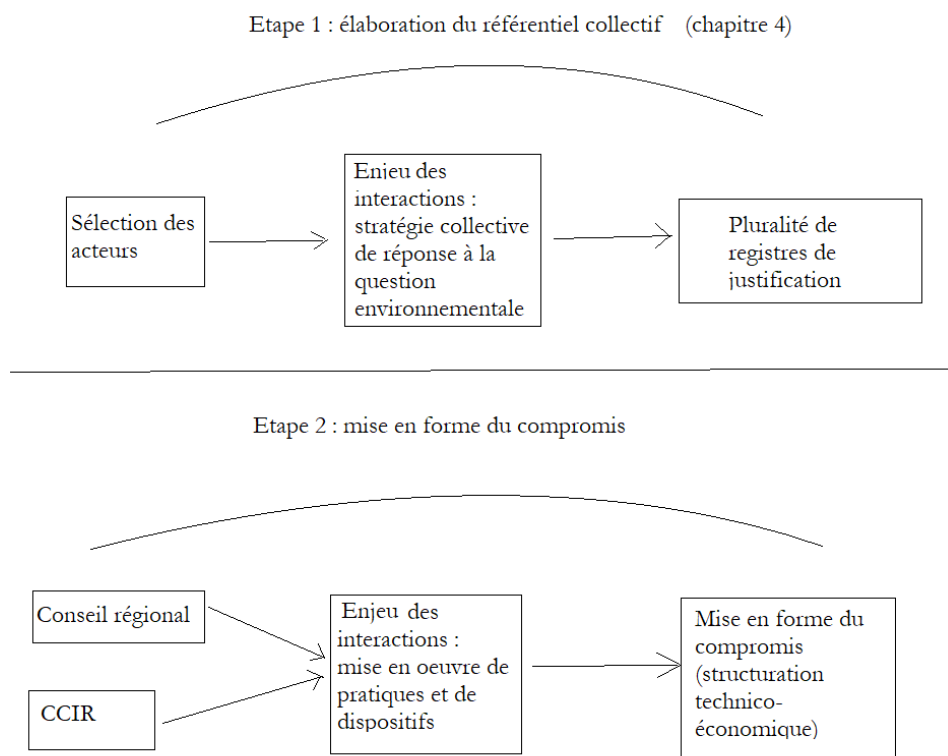 Etape 1 : élaboration du référentiel collectif (chapitre 4)
Sélection des
acteurs
Enjeu des
interactions :
stratégie collective
de réponse à la
question
environnementale
Pluralité de
registres de
justification
Etape 2 : mise en forme du compromis
Conseil régional
CCIR
Enjeu des
interactions :
mise en oeuvre de
pratiques et de
dispositifs
Mise en forme du
compromis
(structuration
technico-
économique)